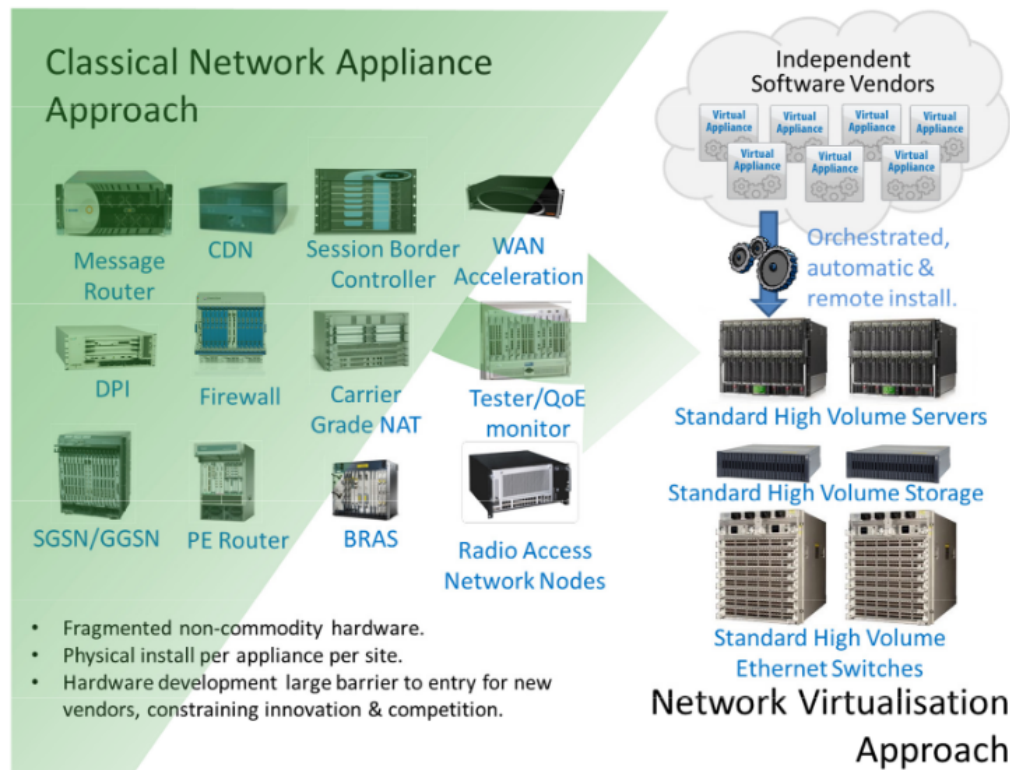 Classical Network Appliance
Approach
Message
Router
CDN
Session Border
Controller
WAN
Acceleration
DPI
Firewall
Carrier
Grade NAT
Tester/QoE
monitor
SGSN/GGSN
PE Router
BRAS
Radio Access
Network Nodes
• Fragmented non-commodity hardware.
• Physical install per appliance per site.
• Hardware development large barrier to entry for new
vendors, constraining innovation & competition.
Independent
Software Vendors
Virtual
Appliance
Virtual
Appliance
Virtual
Appliance
Virtual
Appliance
Virtual
Appliance
Virtual
Appliance
Virtual
Appliance
Orchestrated,
automatic &
remote install.
Standard High Volume Servers
Standard High Volume Storage
Standard High Volume
Ethernet Switches
Network Virtualisation
Approach